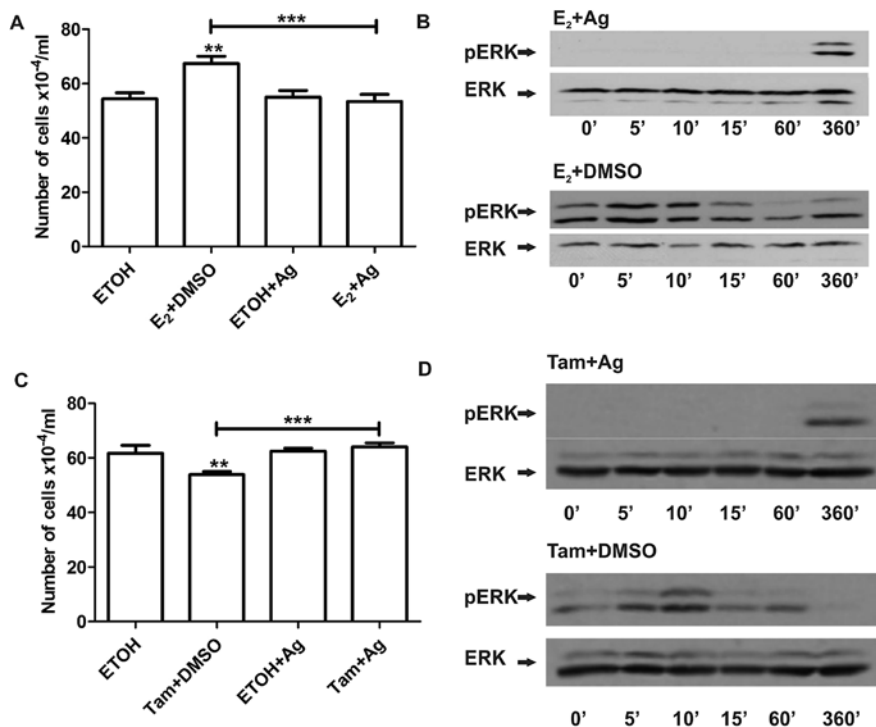 A
***
**
Number of cells x10⁻⁴/ml
80
60
40
20
0
ETOH
E₂+DMSO
ETOH+Ag
E₂+Ag
B
E₂+Ag
pERK
ERK
0’ 5’ 10’ 15’ 60’ 360’
E₂+DMSO
pERK
ERK
0’ 5’ 10’ 15’ 60’ 360’
C
***
**
Number of cells x10⁻⁴/ml
80
60
40
20
0
ETOH
Tam+DMSO
ETOH+Ag
Tam+Ag
D
Tam+Ag
pERK
ERK
0’ 5’ 10’ 15’ 60’ 360’
Tam+DMSO
pERK
ERK
0’ 5’ 10’ 15’ 60’ 360’